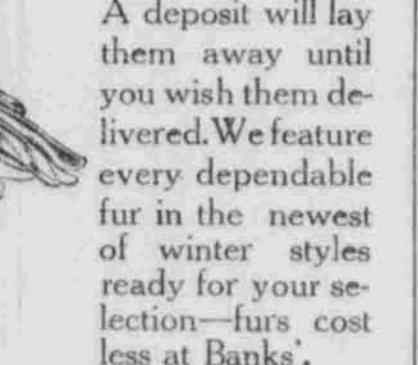 A deposit will lay
them away until
you wish them de-
livered. We feature
every dependable
fur in the newest
of winter styles
ready for your se-
lection—furs cost
less at Banks'.